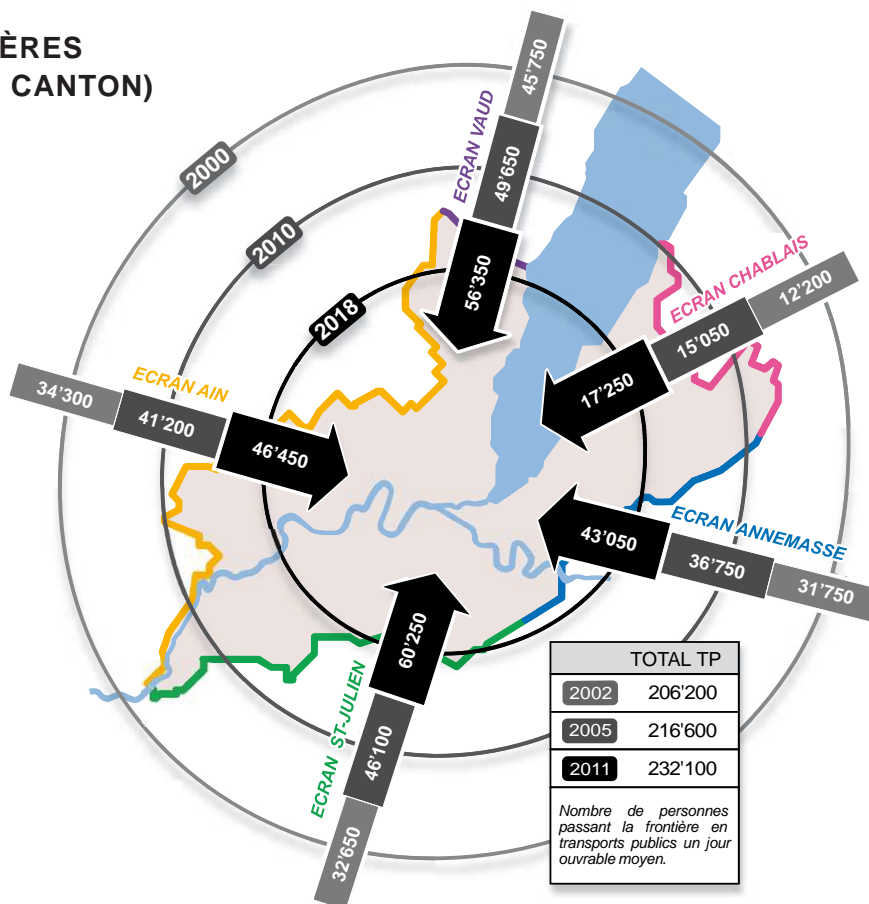 ÈRES
CANTON)
2000
2010
2018
ECRAN VAUD
45'750
49'650
56'350
ECRAN CHABLAIS
12'200
15'050
17'250
ECRAN AIN
34'300
41'200
46'450
ECRAN ANNEMASSE
43'050
36'750
31'750
ECRAN ST-JULIEN
60'250
46'100
32'650
TOTAL TP
2002 206'200
2005 216'600
2011 232'100
Nombre de personnes
passant la frontière en
transports publics un jour
ouvrable moyen.